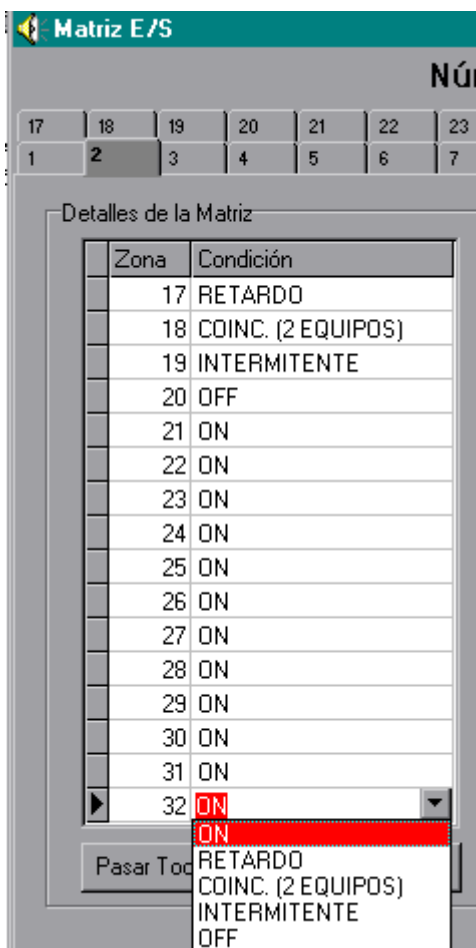 Matriz E/S
17 18 19 20 21 22 23
1 2 3 4 5 6 7
Detalles de la Matriz
Zona Condición
17 RETARDO
18 COINC. (2 EQUIPOS)
19 INTERMITENTE
20 OFF
21 ON
22 ON
23 ON
24 ON
25 ON
26 ON
27 ON
28 ON
29 ON
30 ON
31 ON
32 ON
ON
Pasar
RETARDO
COINC. (2 EQUIPOS)
INTERMITENTE
OFF